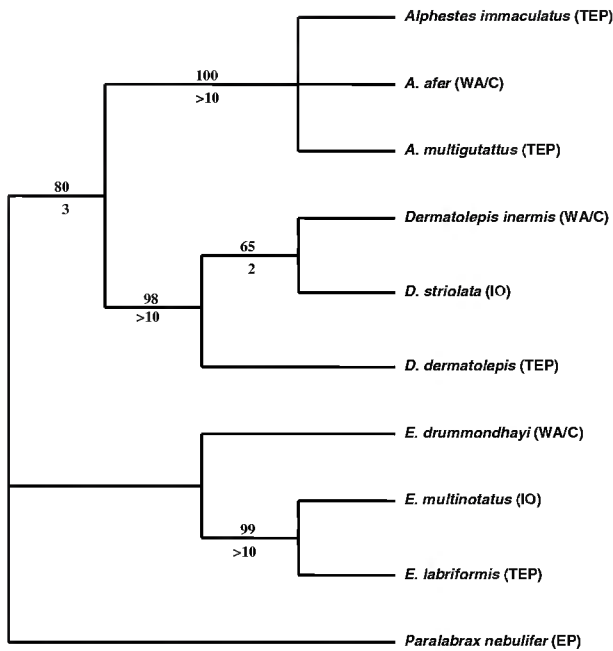 Alphestes immaculatus (TEP)
100
>10
A. afer (WA/C)
A. multigutattus (TEP)
80
3
Dermatolepis inermis (WA/C)
65
2
D. striolata (IO)
98
>10
D. dermatolepis (TEP)
E. drummondhayi (WA/C)
E. multinotatus (IO)
99
>10
E. labriformis (TEP)
Paralabrax nebulifer (EP)